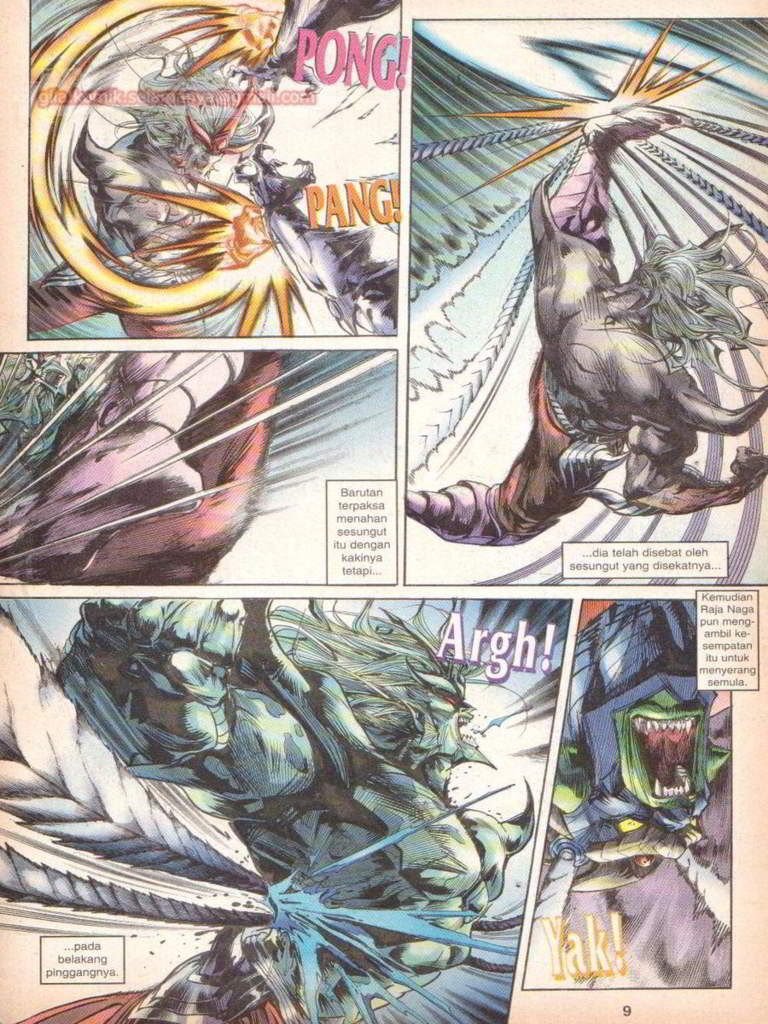 PONG!
PANG!
Barutan
terpaksa
menahan
sesungut
itu dengan
kakinya
tetapi...
...dia telah disebat oleh
sesungut yang disekatnya...
Argh!
...pada
belakang
pinggangnya.
Kemudian
Raja Naga
pun meng-
ambil ke-
sempatan
itu untuk
menyerang
semula.
Yak!
9